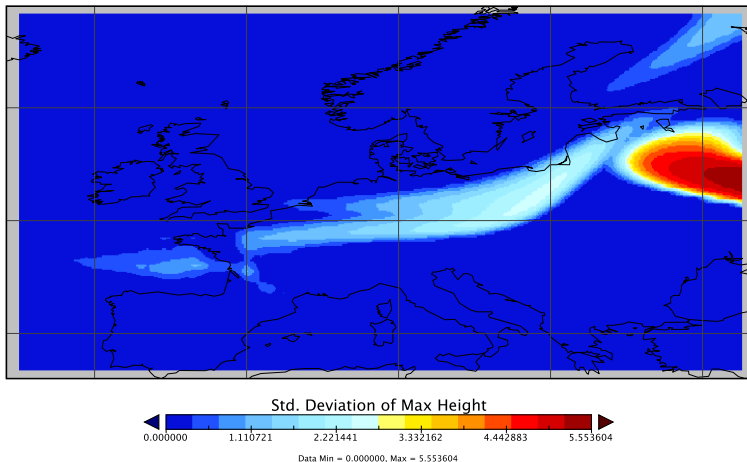 Std. Deviation of Max Height
0.000000 1.110721 2.221441 3.332162 4.442883 5.553604
Data Min = 0.000000, Max = 5.553604